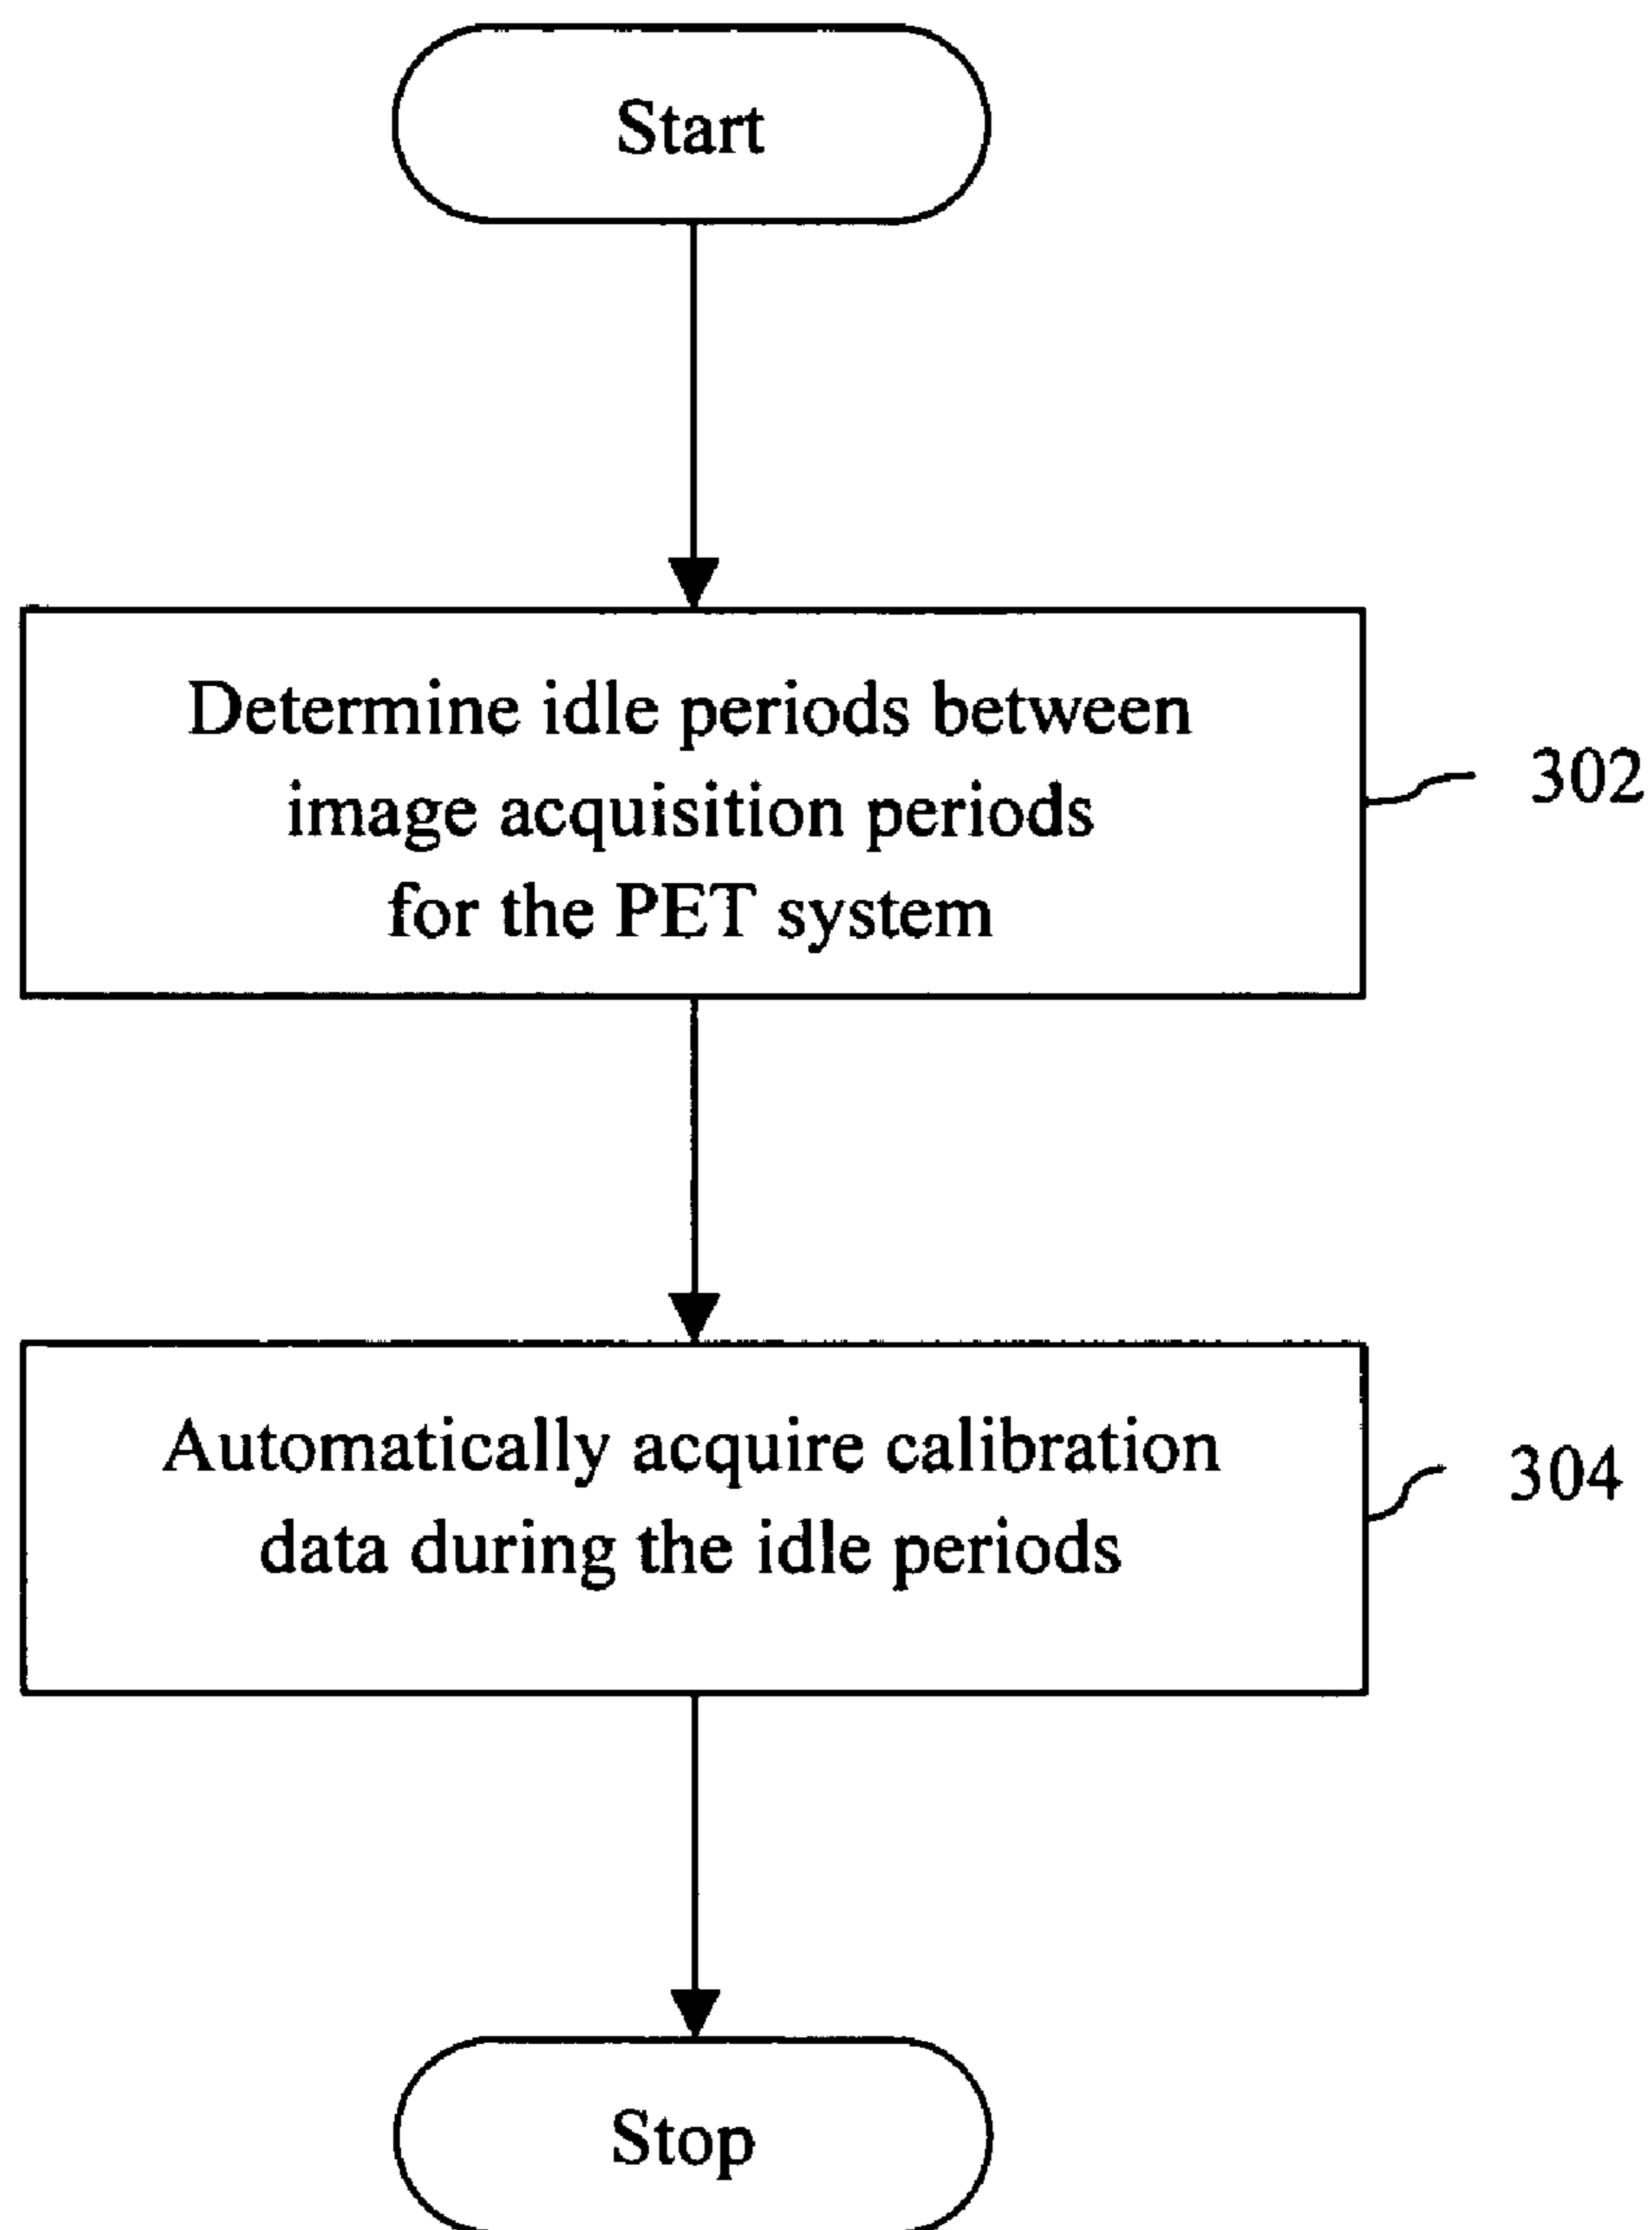 Start
Determine idle periods between
image acquisition periods
for the PET system
302
Automatically acquire calibration
data during the idle periods
304
Stop